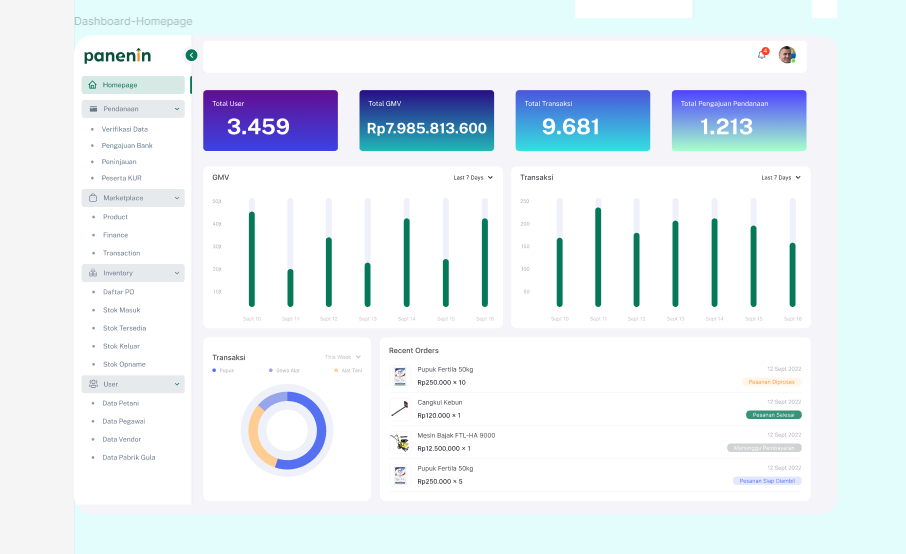 Dashboard-Homepage
panenin
4
Homepage
Pendanaan
Verifikasi Data
Pengajuan Bank
Peninjauan
Peserta KUR
Marketplace
Product
Finance
Transaction
Inventory
Daftar PO
Stok Masuk
Stok Tersedia
Stok Keluar
Stok Opname
User
Data Petani
Data Pegawai
Data Vendor
Data Pabrik Gula
Total User
3.459
Total GMV
Rp7.985.813.600
Total Transaksi
9.681
Total Pengajuan Pendanaan
1.213
GMV
Last 7 Days
Sept 10 Sept 11 Sept 12 Sept 13 Sept 14 Sept 15 Sept 16
Transaksi
Last 7 Days
250
200
150
100
50
Sept 10 Sept 11 Sept 12 Sept 13 Sept 14 Sept 15 Sept 16
Transaksi
This Week
Pupuk Sewa Alat Alat Tani
Recent Orders
Pupuk Fertila 50kg
12 Sept 2022
Rp250.000 × 10
Pesanan Diproses
Cangkul Kebun
12 Sept 2022
Rp120.000 × 1
Pesanan Selesai
Mesin Bajak FTL-HA 9000
12 Sept 2022
Rp12.500.000 × 1
Menunggu Pembayaran
Pupuk Fertila 50kg
12 Sept 2022
Rp250.000 × 5
Pesanan Siap Diambil